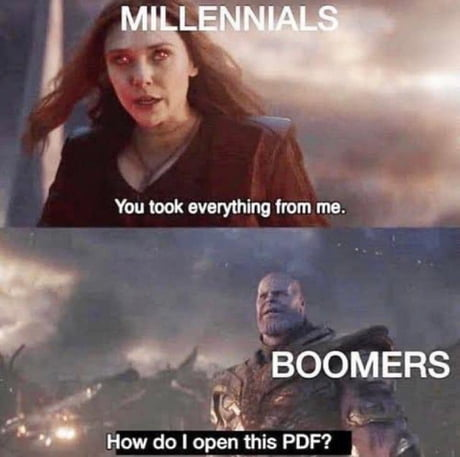 MILLENNIALS
You took everything from me.
BOOMERS
How do I open this PDF?